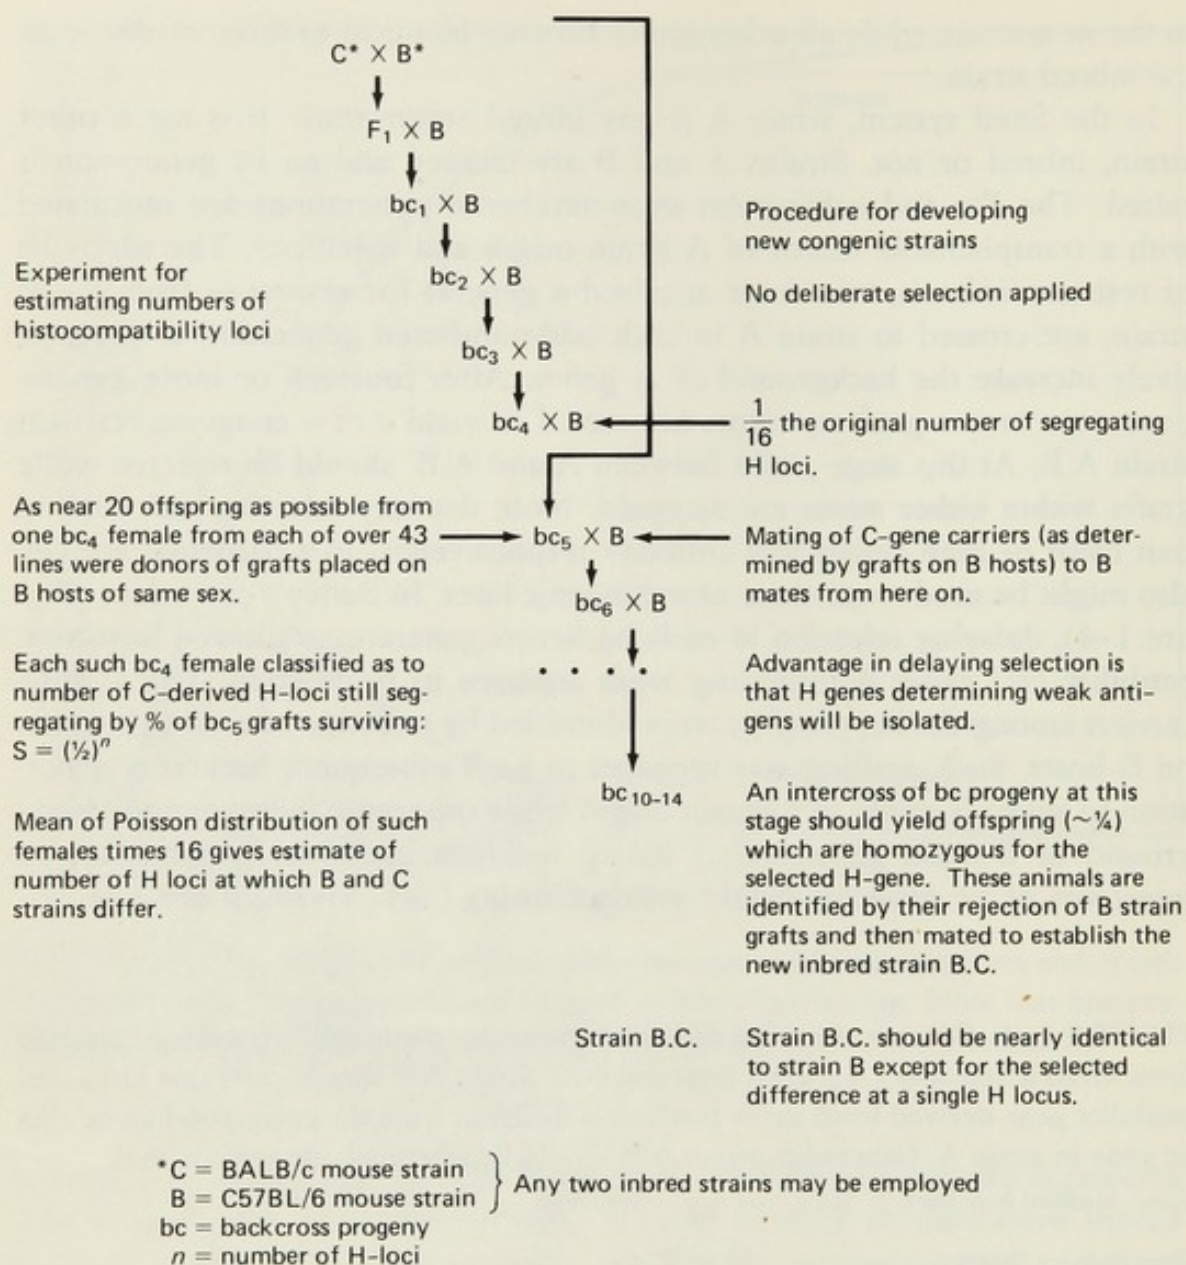 C* X B*
F₁ X B
bc₁ X B
bc₂ X B
bc₃ X B
bc₄ X B
bc₅ X B
bc₆ X B
. . . .
bc₁₀₋₁₄
Experiment for
estimating numbers of
histocompatibility loci
As near 20 offspring as possible from
one bc₄ female from each of over 43
lines were donors of grafts placed on
B hosts of same sex.
Each such bc₄ female classified as to
number of C-derived H-loci still seg-
regating by % of bc₅ grafts surviving:
S = (½)ⁿ
Mean of Poisson distribution of such
females times 16 gives estimate of
number of H loci at which B and C
strains differ.
Procedure for developing
new congenic strains
No deliberate selection applied
1/16 the original number of segregating
H loci.
Mating of C-gene carriers (as deter-
mined by grafts on B hosts) to B
mates from here on.
Advantage in delaying selection is
that H genes determining weak anti-
gens will be isolated.
An intercross of bc progeny at this
stage should yield offspring (~¼)
which are homozygous for the
selected H-gene. These animals are
identified by their rejection of B strain
grafts and then mated to establish the
new inbred strain B.C.
Strain B.C.
Strain B.C. should be nearly identical
to strain B except for the selected
difference at a single H locus.
*C = BALB/c mouse strain
B = C57BL/6 mouse strain
Any two inbred strains may be employed
bc = backcross progeny
n = number of H-loci